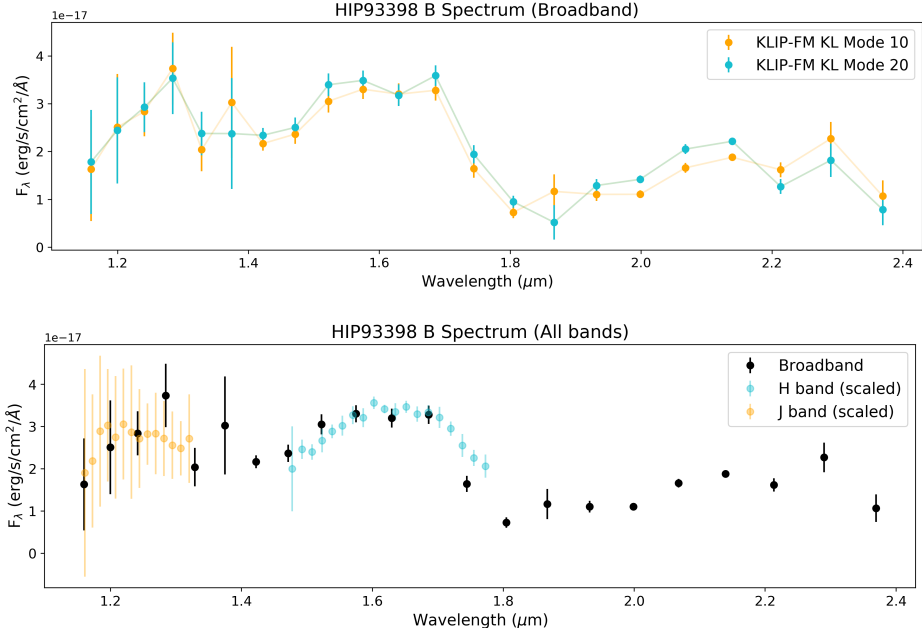 HIP93398 B Spectrum (Broadband)
1e−17
KLIP-FM KL Mode 10
KLIP-FM KL Mode 20
4
3
2
1
0
Fλ (erg/s/cm²/Å)
1.2 1.4 1.6 1.8 2.0 2.2 2.4
Wavelength (μm)
HIP93398 B Spectrum (All bands)
1e−17
Broadband
H band (scaled)
J band (scaled)
4
3
2
1
0
Fλ (erg/s/cm²/Å)
1.2 1.4 1.6 1.8 2.0 2.2 2.4
Wavelength (μm)